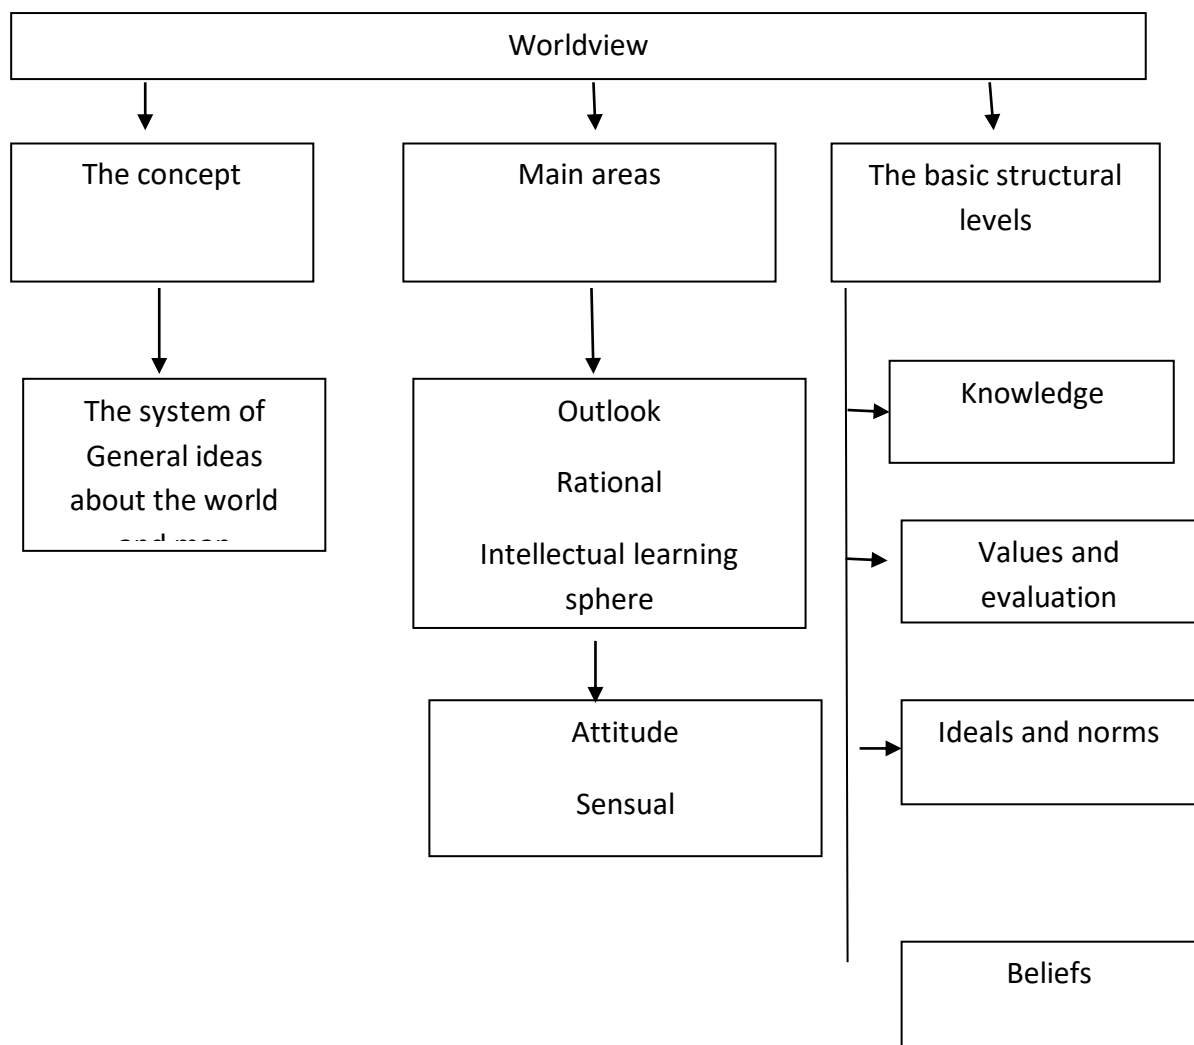 Worldview
The concept
Main areas
The basic structural
levels
The system of
General ideas
about the world
Outlook
Rational
Intellectual learning
sphere
Attitude
Sensual
Knowledge
Values and
evaluation
Ideals and norms
Beliefs